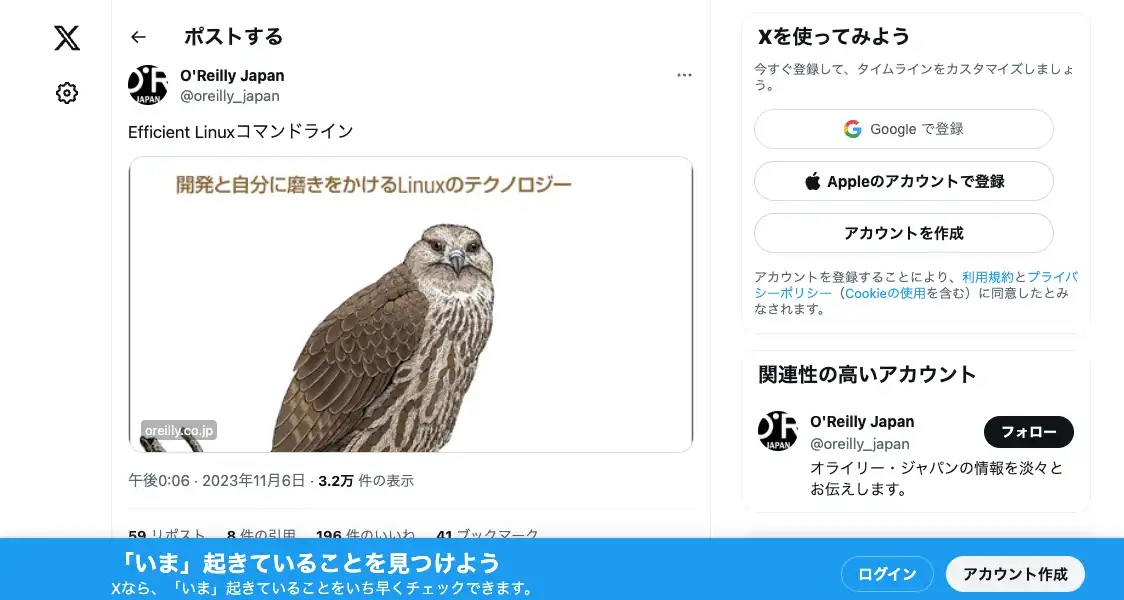 ポストする
O'Reilly Japan
@oreilly_japan
Efficient Linuxコマンドライン
開発と自分に磨きをかけるLinuxのテクノロジー
oreilly.co.jp
午後0:06 · 2023年11月6日 · 3.2万 件の表示
59 リポスト 8 件の引用 196 件のいいね 41 ブックマーク
Xを使ってみよう
今すぐ登録して、タイムラインをカスタマイズしましょ
う。
Google で登録
Appleのアカウントで登録
アカウントを作成
アカウントを登録することにより、利用規約とプライバ
シーポリシー（Cookieの使用を含む）に同意したとみ
なされます。
関連性の高いアカウント
O'Reilly Japan
@oreilly_japan
フォロー
オライリー・ジャパンの情報を淡々と
お伝えします。
「いま」起きていることを見つけよう
Xなら、「いま」起きていることをいち早くチェックできます。
ログイン
アカウント作成